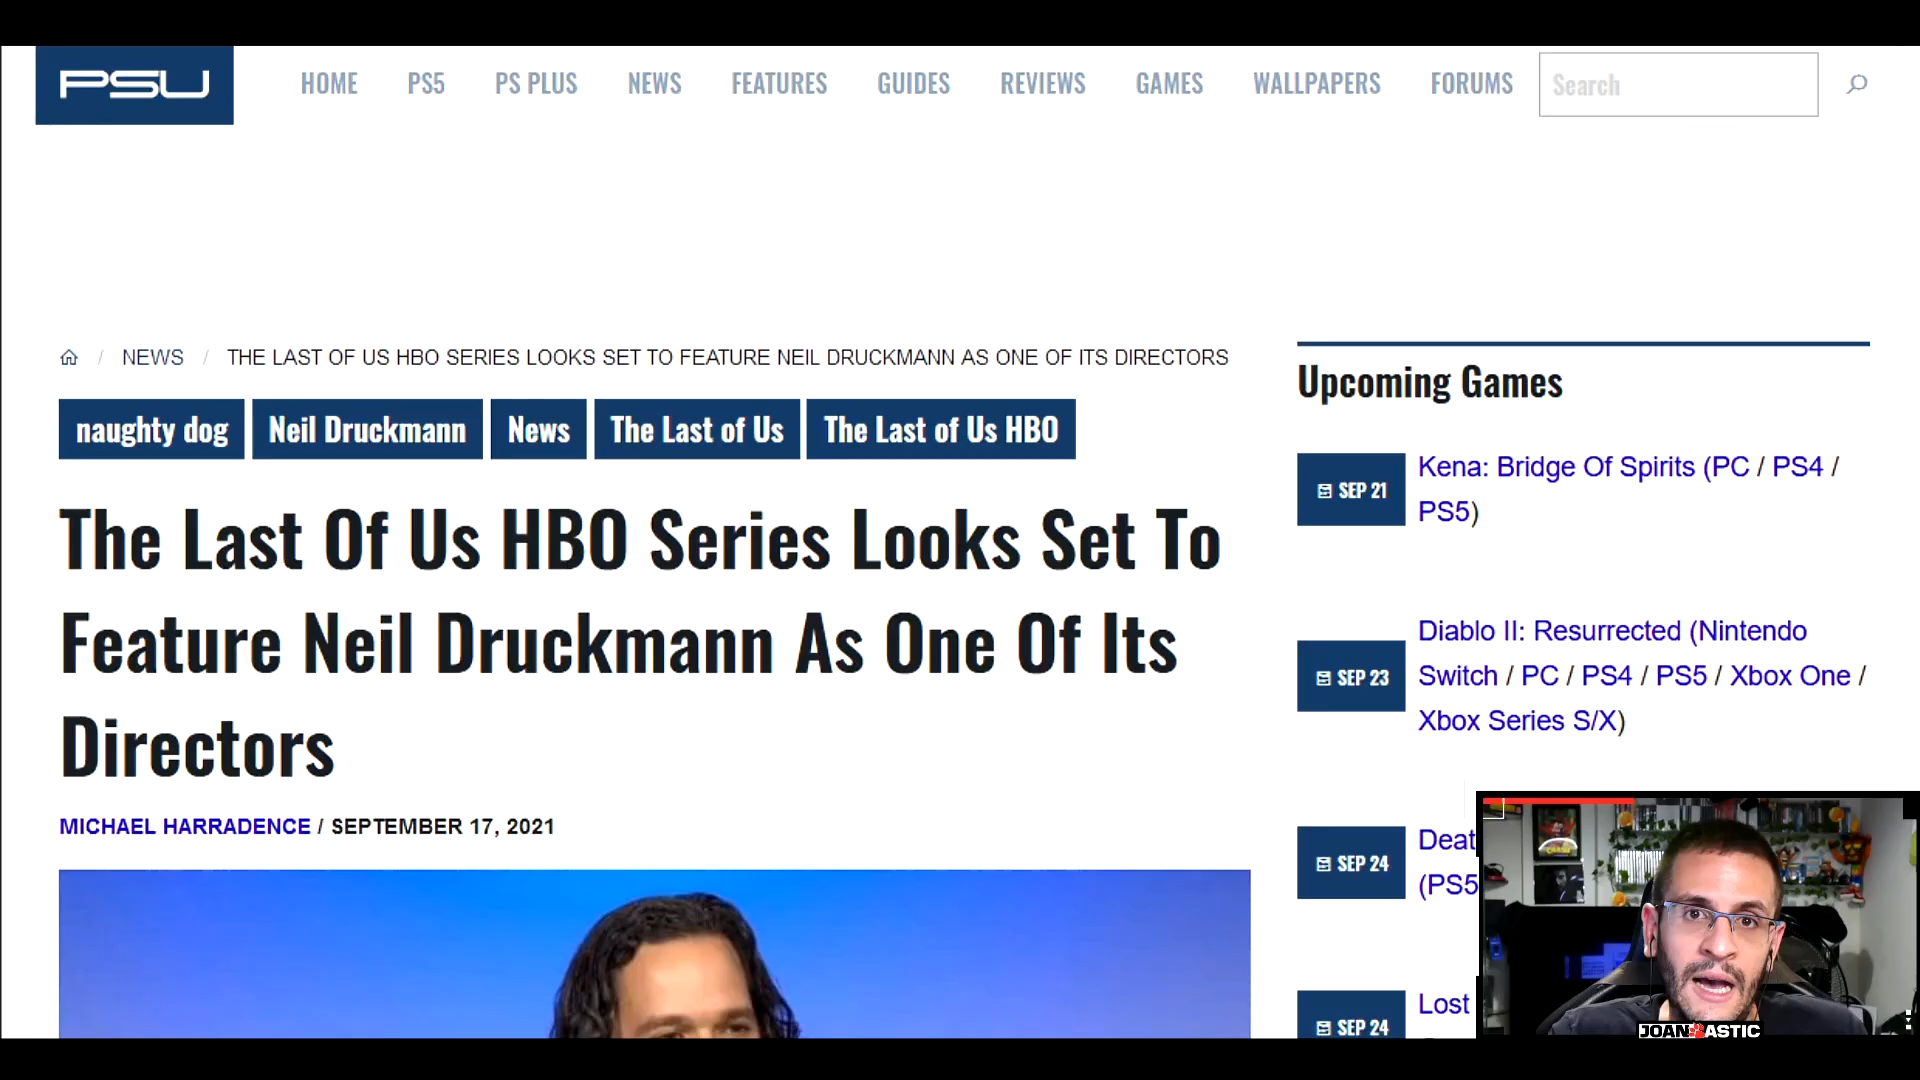 PSU
HOME PS5 PS PLUS NEWS FEATURES GUIDES REVIEWS GAMES WALLPAPERS FORUMS Search
NEWS / THE LAST OF US HBO SERIES LOOKS SET TO FEATURE NEIL DRUCKMANN AS ONE OF ITS DIRECTORS
naughty dog Neil Druckmann News The Last of Us The Last of Us HBO
The Last Of Us HBO Series Looks Set To
Feature Neil Druckmann As One Of Its
Directors
MICHAEL HARRADENCE / SEPTEMBER 17, 2021
Upcoming Games
SEP 21
Kena: Bridge Of Spirits (PC / PS4 /
PS5)
SEP 23
Diablo II: Resurrected (Nintendo
Switch / PC / PS4 / PS5 / Xbox One /
Xbox Series S/X)
SEP 24
Deat
(PS5
SEP 24
Lost
JOANTASTIC